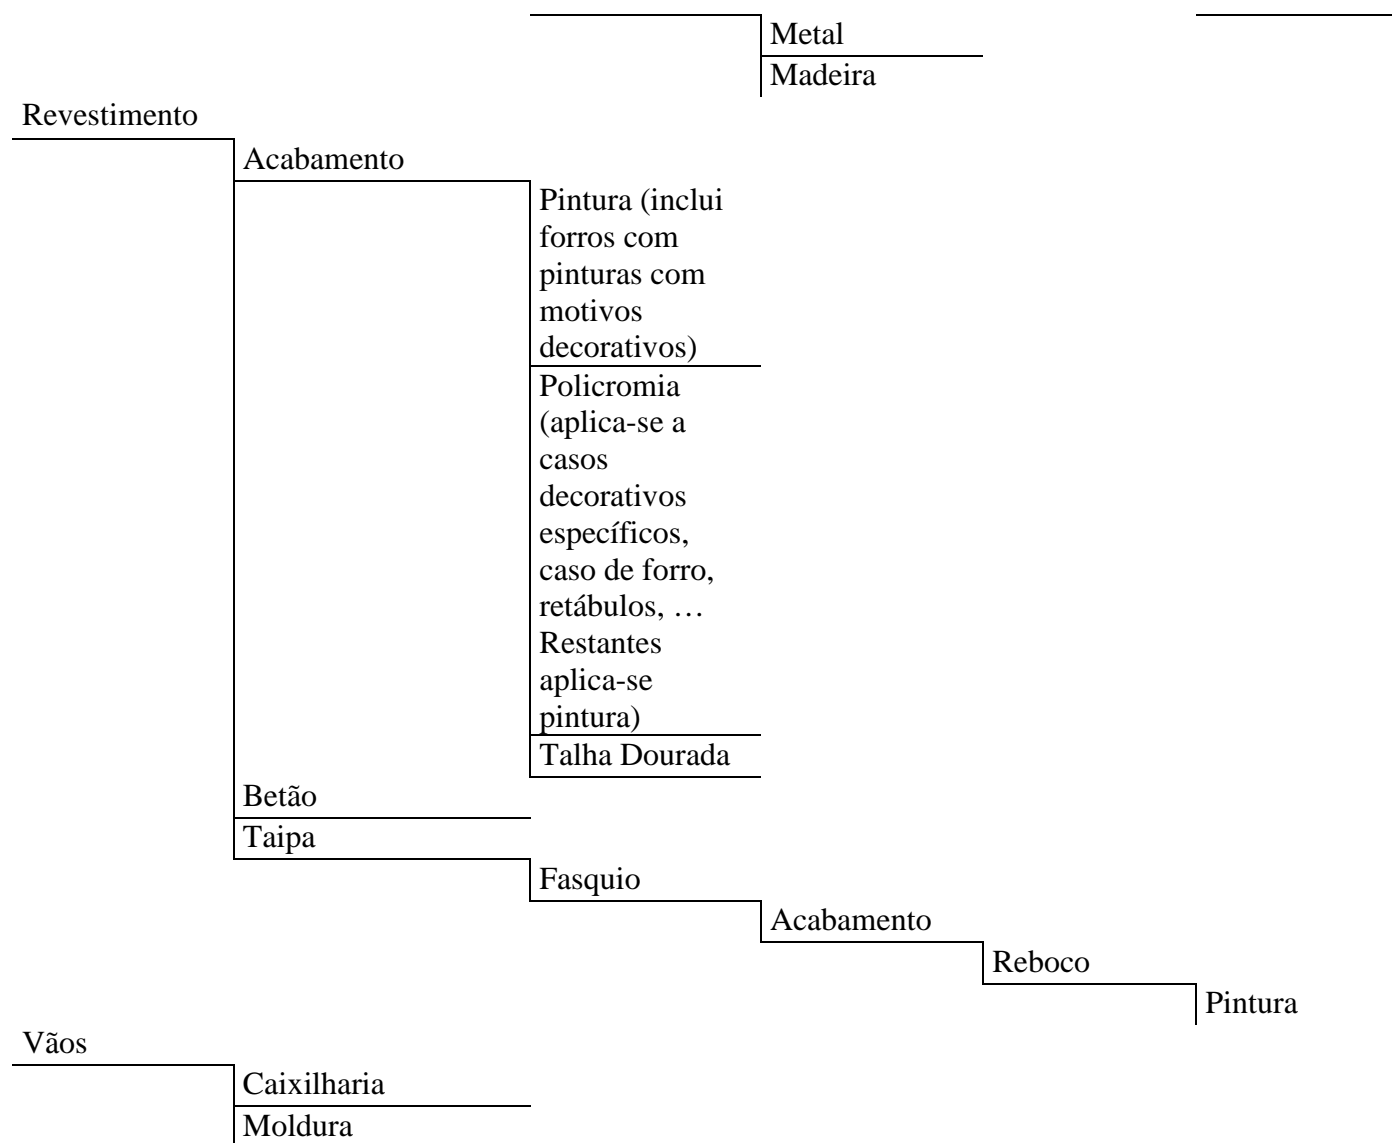 Metal
Madeira
Revestimento
Acabamento
Pintura (inclui
forros com
pinturas com
motivos
decorativos)
Policromia
(aplica-se a
casos
decorativos
específicos,
caso de forro,
retábulos, …
Restantes
aplica-se
pintura)
Talha Dourada
Betão
Taipa
Fasquio
Acabamento
Reboco
Pintura
Vãos
Caixilharia
Moldura